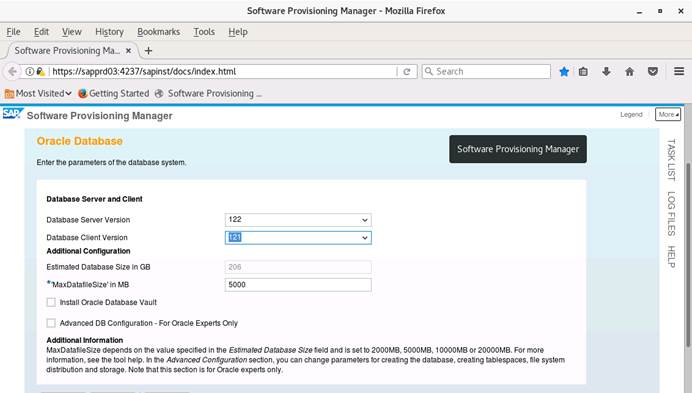 Software Provisioning Manager - Mozilla Firefox
File Edit View History Bookmarks Tools Help
Software Provisioning Ma...
https://sapprd03:4237/sapinst/docs/index.html
Search
Most Visited
Getting Started
Software Provisioning ...
SAP
Software Provisioning Manager
Legend
More
Oracle Database
Software Provisioning Manager
Enter the parameters of the database system.
Database Server and Client
Database Server Version
122
Database Client Version
121
Additional Configuration
Estimated Database Size in GB
206
*'MaxDatafileSize' in MB
5000
Install Oracle Database Vault
Advanced DB Configuration - For Oracle Experts Only
Additional Information
MaxDatafileSize depends on the value specified in the Estimated Database Size field and is set to 2000MB, 5000MB, 10000MB or 20000MB. For more
information, see the tool help. In the Advanced Configuration section, you can change parameters for creating the database, creating tablespaces, file system
distribution and storage. Note that this section is for Oracle experts only.
TASK LIST
LOG FILES
HELP